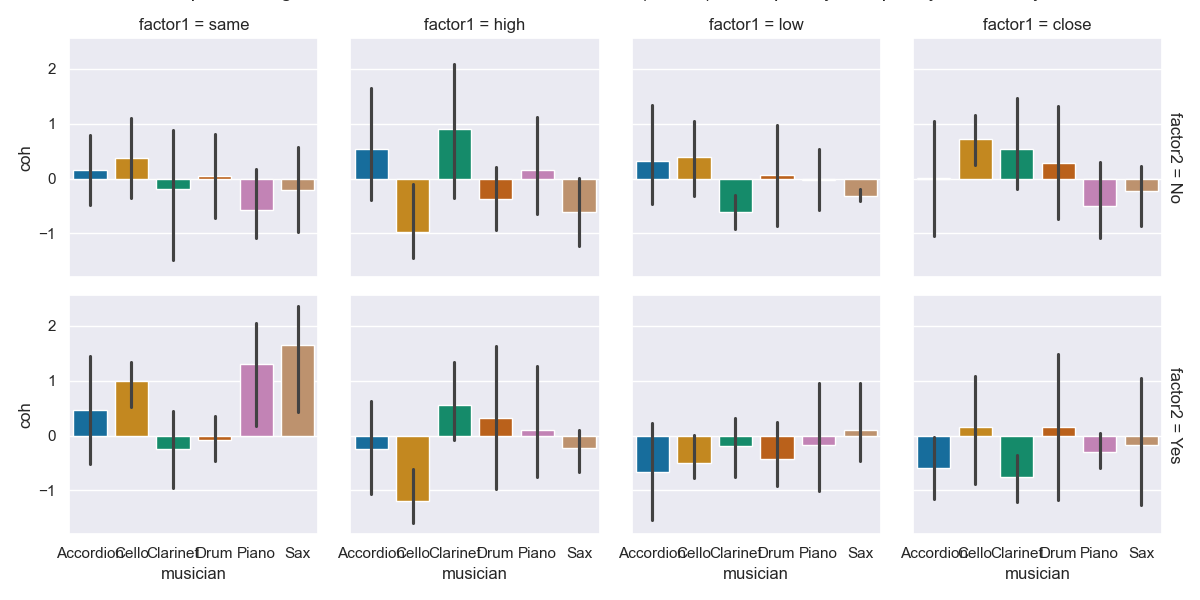 factor1 = same factor1 = high factor1 = low factor1 = close
2
1
0
−1
coh
factor2 = No
2
1
0
−1
coh
factor2 = Yes
Accordion Cello Clarinet Drum Piano Sax Accordion Cello Clarinet Drum Piano Sax Accordion Cello Clarinet Drum Piano Sax Accordion Cello Clarinet Drum Piano Sax
musician musician musician musician